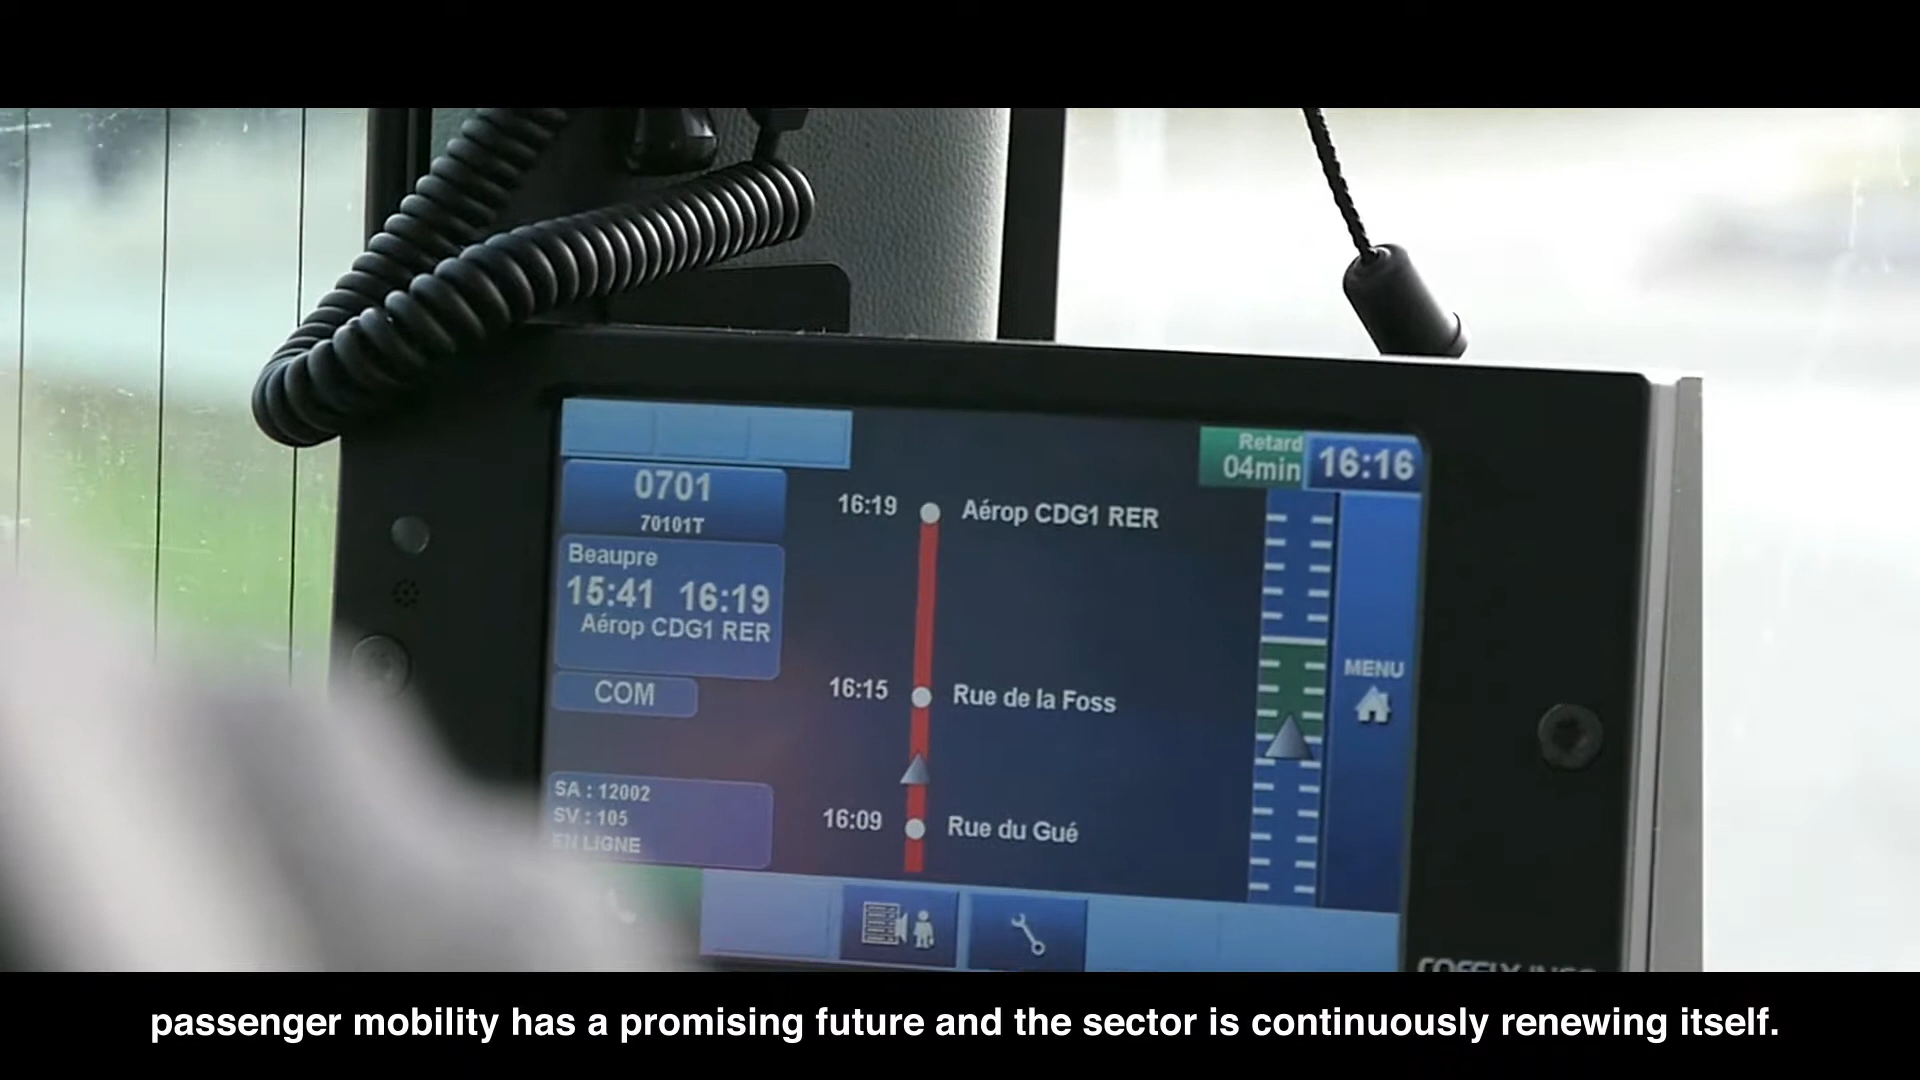 Retard
04min
16:16
0701
70101T
Beaupre
15:41 16:19
Aérop CDG1 RER
COM
SA : 12002
SV : 105
EN LIGNE
16:19 Aérop CDG1 RER
16:15 Rue de la Foss
16:09 Rue du Gué
MENU
passenger mobility has a promising future and the sector is continuously renewing itself.